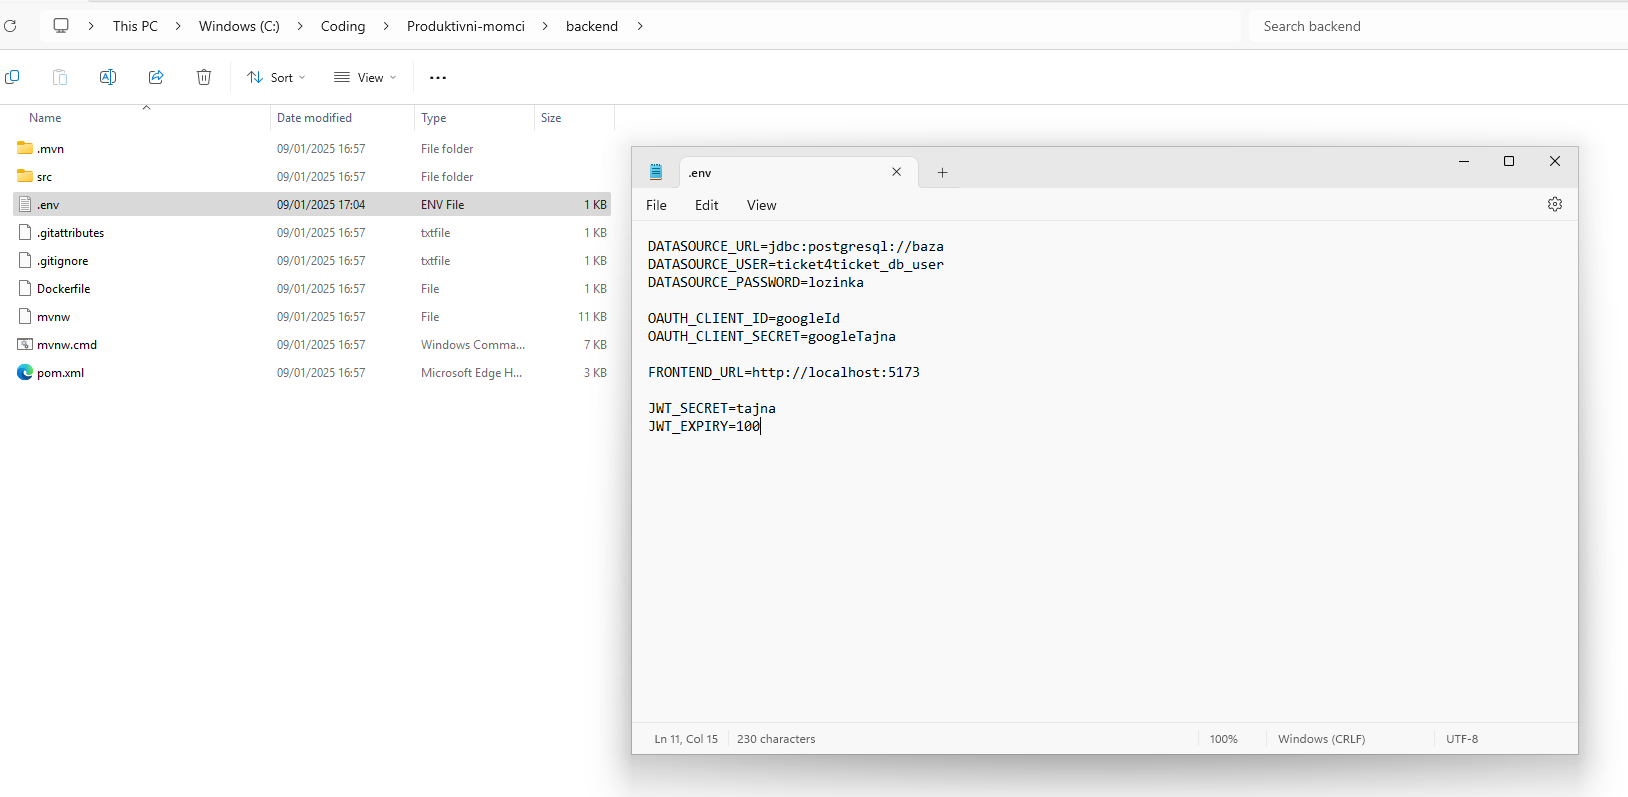 This PC > Windows (C:) > Coding > Produktivni-momci > backend >
Search backend
Sort
View
Name Date modified Type Size
.mvn 09/01/2025 16:57 File folder
src 09/01/2025 16:57 File folder
.env 09/01/2025 17:04 ENV File 1 KB
.gitattributes 09/01/2025 16:57 txtfile 1 KB
.gitignore 09/01/2025 16:57 txtfile 1 KB
Dockerfile 09/01/2025 16:57 File 1 KB
mvnw 09/01/2025 16:57 File 11 KB
mvnw.cmd 09/01/2025 16:57 Windows Comma... 7 KB
pom.xml 09/01/2025 16:57 Microsoft Edge H... 3 KB
.env
File Edit View
DATASOURCE_URL=jdbc:postgresql://baza
DATASOURCE_USER=ticket4ticket_db_user
DATASOURCE_PASSWORD=lozinka
OAUTH_CLIENT_ID=googleId
OAUTH_CLIENT_SECRET=googleTajna
FRONTEND_URL=http://localhost:5173
JWT_SECRET=tajna
JWT_EXPIRY=100
Ln 11, Col 15 230 characters 100% Windows (CRLF) UTF-8